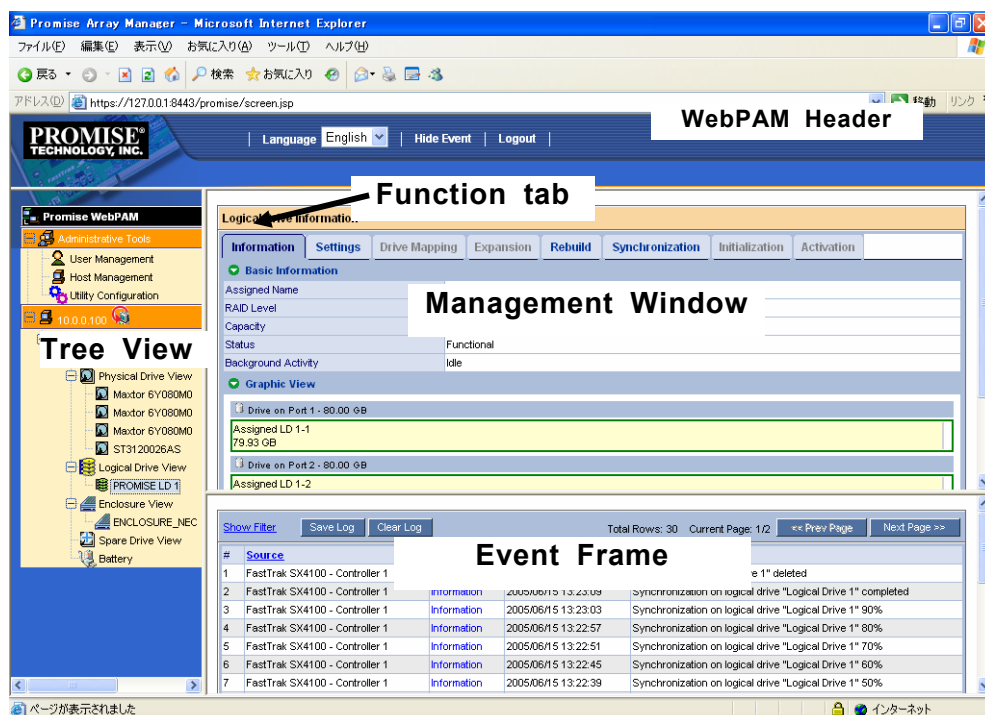 Promise Array Manager - Microsoft Internet Explorer
ファイル(F) 編集(E) 表示(V) お気に入り(A) ツール(T) ヘルプ(H)
戻る 検索 お気に入り
アドレス(D) https://127.0.0.1:8443/promise/screen.jsp 移動 リンク
WebPAM Header
PROMISE®
TECHNOLOGY, INC.
| Language English | Hide Event | Logout |
Function tab
Promise WebPAM
Administrative Tools
User Management
Host Management
Utility Configuration
10.0.0.100
Tree View
Physical Drive View
Maxtor 6Y080M0
Maxtor 6Y080M0
Maxtor 6Y080M0
ST3120026AS
Logical Drive View
PROMISE LD 1
Enclosure View
ENCLOSURE_NEC
Spare Drive View
Battery
Information Settings Drive Mapping Expansion Rebuild Synchronization Initialization Activation
Basic Information
Assigned Name
RAID Level
Management Window
Capacity
Status Functional
Background Activity Idle
Graphic View
Drive on Port 1 - 80.00 GB
Assigned LD 1-1
79.93 GB
Drive on Port 2 - 80.00 GB
Assigned LD 1-2
Show Filter Save Log Clear Log Total Rows: 30 Current Page: 1/2 << Prev Page Next Page >>
Event Frame
# Source
1 FastTrak SX4100 - Controller 1 1" deleted
2 FastTrak SX4100 - Controller 1 Information 2005/06/15 13:23:09 Synchronization on logical drive "Logical Drive 1" completed
3 FastTrak SX4100 - Controller 1 Information 2005/06/15 13:23:03 Synchronization on logical drive "Logical Drive 1" 90%
4 FastTrak SX4100 - Controller 1 Information 2005/06/15 13:22:57 Synchronization on logical drive "Logical Drive 1" 80%
5 FastTrak SX4100 - Controller 1 Information 2005/06/15 13:22:51 Synchronization on logical drive "Logical Drive 1" 70%
6 FastTrak SX4100 - Controller 1 Information 2005/06/15 13:22:45 Synchronization on logical drive "Logical Drive 1" 60%
7 FastTrak SX4100 - Controller 1 Information 2005/06/15 13:22:39 Synchronization on logical drive "Logical Drive 1" 50%
ページが表示されました インターネット